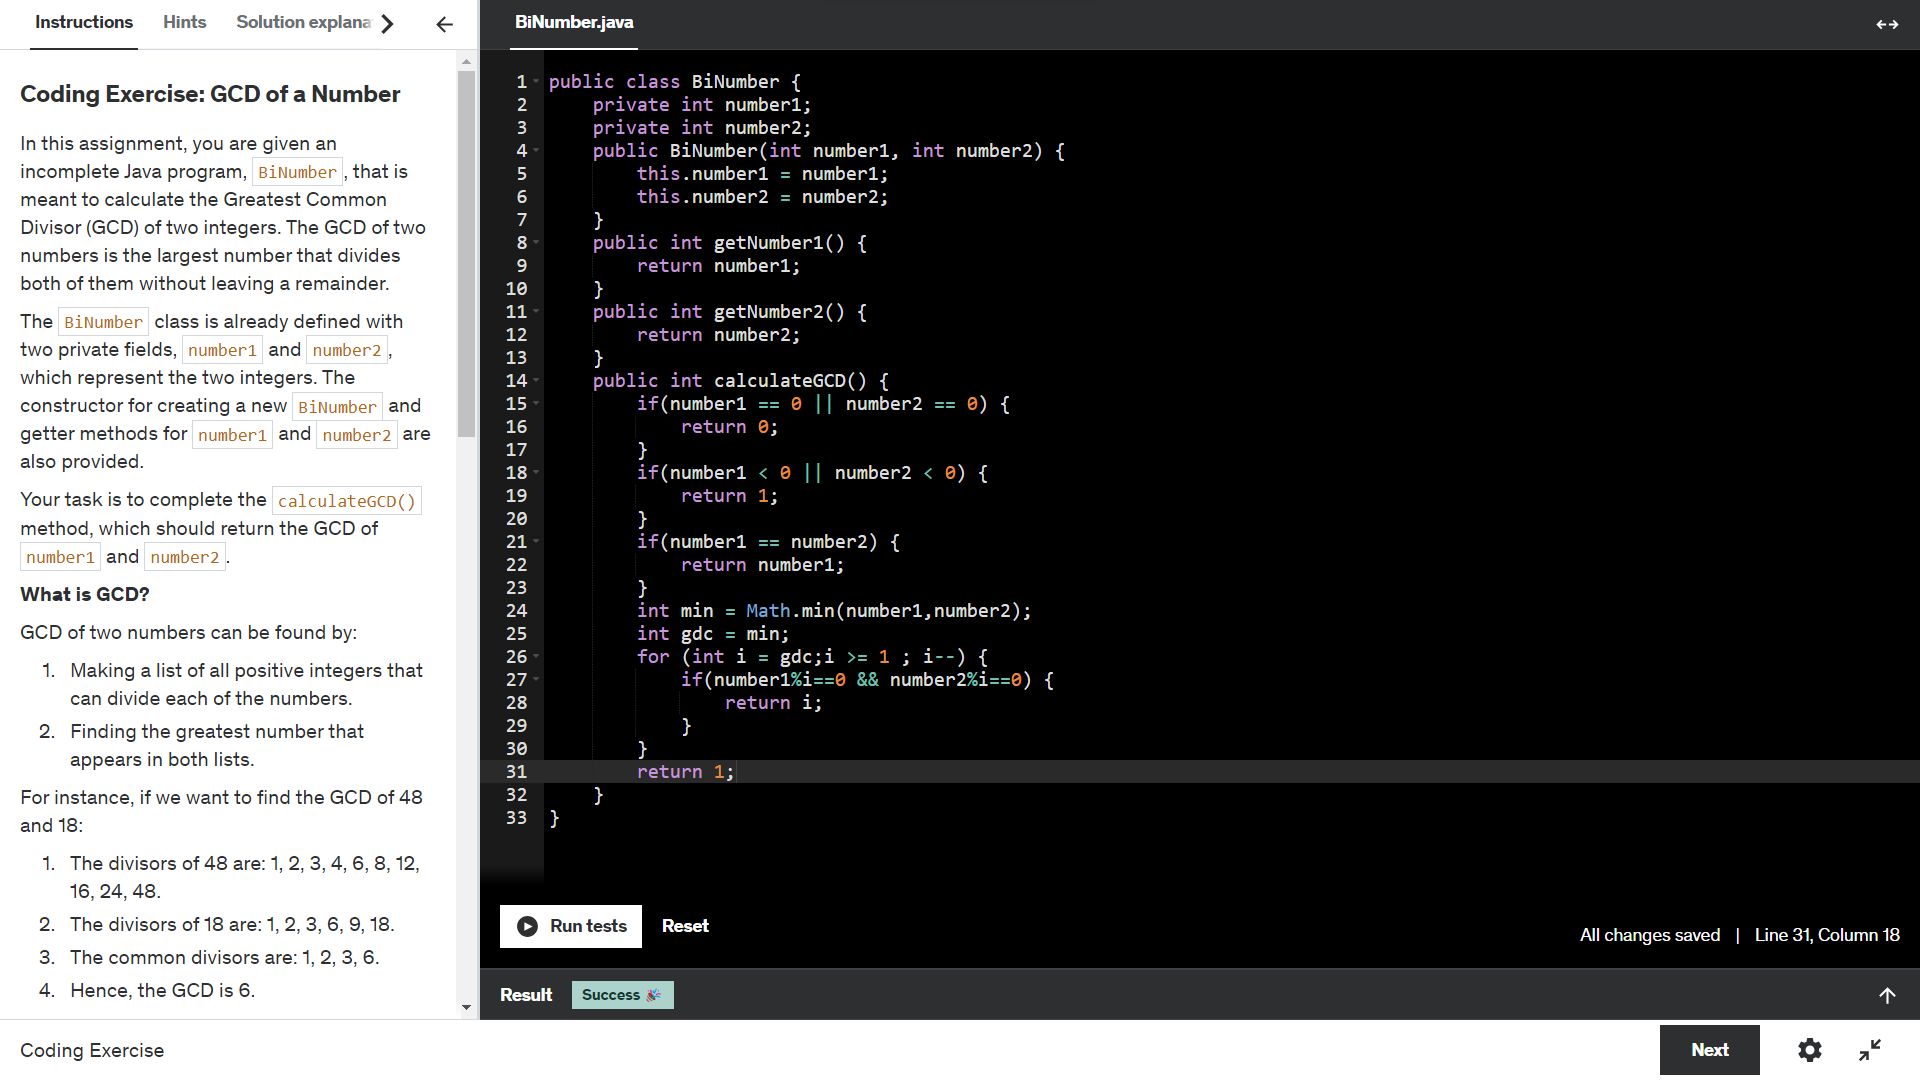 Instructions Hints Solution explana
Coding Exercise: GCD of a Number
In this assignment, you are given an
incomplete Java program, BiNumber, that is
meant to calculate the Greatest Common
Divisor (GCD) of two integers. The GCD of two
numbers is the largest number that divides
both of them without leaving a remainder.
The BiNumber class is already defined with
two private fields, number1 and number2,
which represent the two integers. The
constructor for creating a new BiNumber and
getter methods for number1 and number2 are
also provided.
Your task is to complete the calculateGCD()
method, which should return the GCD of
number1 and number2.
What is GCD?
GCD of two numbers can be found by:
1. Making a list of all positive integers that
can divide each of the numbers.
2. Finding the greatest number that
appears in both lists.
For instance, if we want to find the GCD of 48
and 18:
1. The divisors of 48 are: 1, 2, 3, 4, 6, 8, 12,
16, 24, 48.
2. The divisors of 18 are: 1, 2, 3, 6, 9, 18.
3. The common divisors are: 1, 2, 3, 6.
4. Hence, the GCD is 6.
BiNumber.java
1 public class BiNumber {
2 private int number1;
3 private int number2;
4 public BiNumber(int number1, int number2) {
5 this.number1 = number1;
6 this.number2 = number2;
7 }
8 public int getNumber1() {
9 return number1;
10 }
11 public int getNumber2() {
12 return number2;
13 }
14 public int calculateGCD() {
15 if(number1 == 0 || number2 == 0) {
16 return 0;
17 }
18 if(number1 < 0 || number2 < 0) {
19 return 1;
20 }
21 if(number1 == number2) {
22 return number1;
23 }
24 int min = Math.min(number1,number2);
25 int gdc = min;
26 for (int i = gdc;i >= 1 ; i--) {
27 if(number1%i==0 && number2%i==0) {
28 return i;
29 }
30 }
31 return 1;
32 }
33 }
Run tests Reset
All changes saved | Line 31, Column 18
Result Success 🎉
Coding Exercise
Next